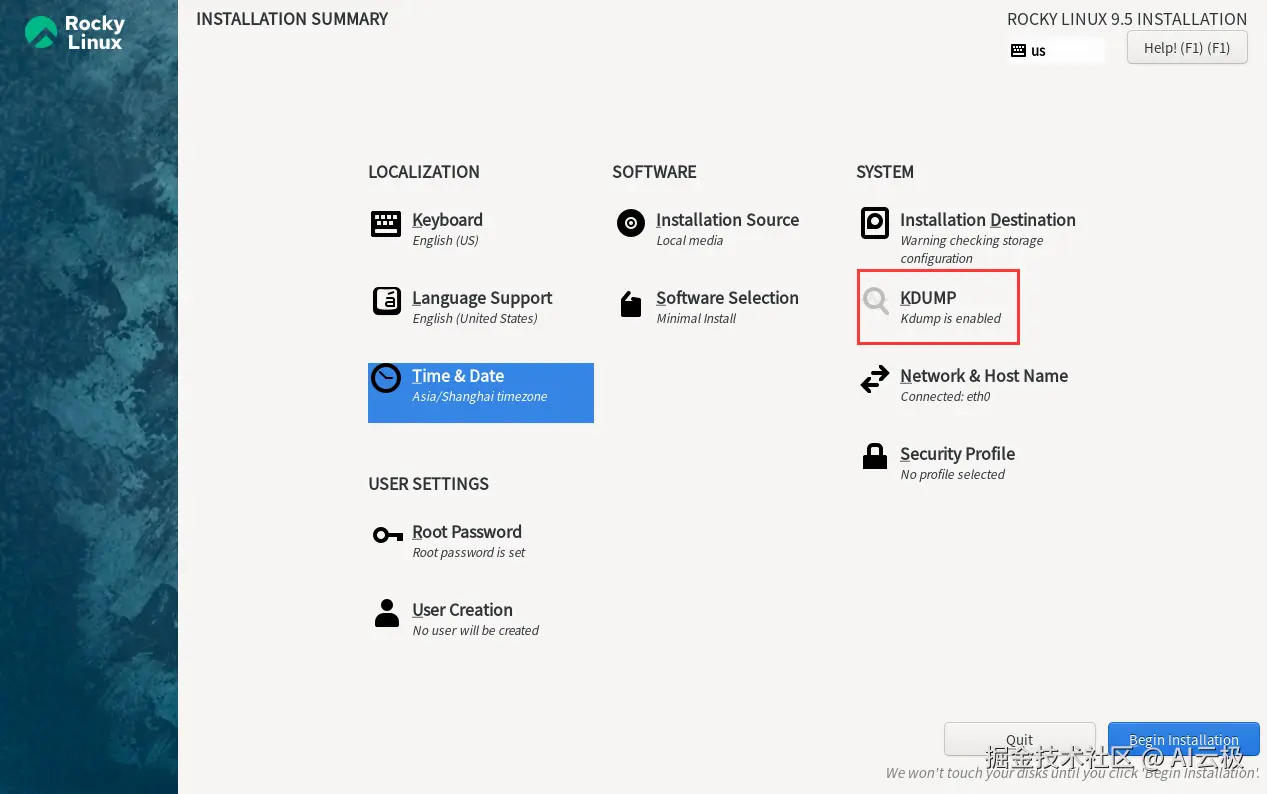 Rocky
Linux
INSTALLATION SUMMARY
ROCKY LINUX 9.5 INSTALLATION
us
Help! (F1) (F1)
LOCALIZATION
Keyboard
English (US)
Language Support
English (United States)
Time & Date
Asia/Shanghai timezone
SOFTWARE
Installation Source
Local media
Software Selection
Minimal Install
SYSTEM
Installation Destination
Warning checking storage
configuration
KDUMP
Kdump is enabled
Network & Host Name
Connected: eth0
Security Profile
No profile selected
USER SETTINGS
Root Password
Root password is set
User Creation
No user will be created
Quit
Begin Installation
掘金技术社区 @ AI云极
We won't touch your disks until you click 'Begin Installation'.